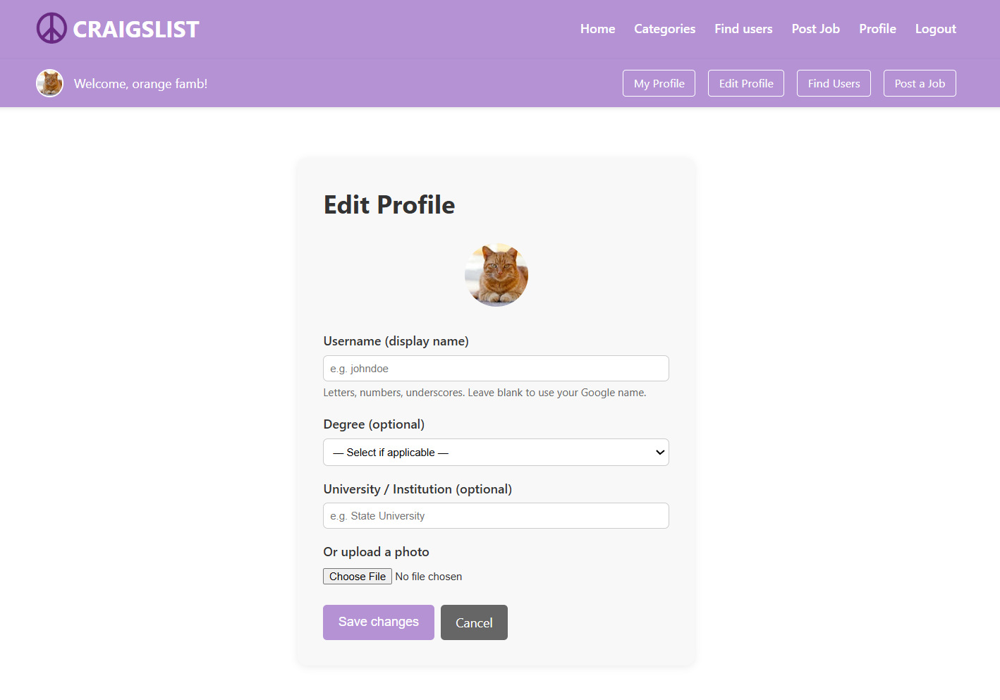 CRAIGSLIST
Home Categories Find users Post Job Profile Logout
Welcome, orange famb!
My Profile Edit Profile Find Users Post a Job
Edit Profile
Username (display name)
e.g. johndoe
Letters, numbers, underscores. Leave blank to use your Google name.
Degree (optional)
— Select if applicable —
University / Institution (optional)
e.g. State University
Or upload a photo
Choose File No file chosen
Save changes Cancel